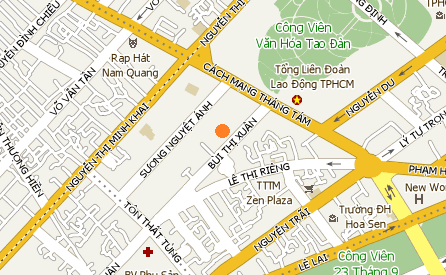 ĐÌNH CHIỂU
VÕ VĂN TẦN
Rạp Hát
Nam Quang
NGUYỄN THỊ
Công Viên
Văn Hóa Tao Đàn
ĐỊNH
Tổng Liên Đoàn
Lao Động TPHCM
CÁCH MẠNG THÁNG TÁM
NGUYỄN DU
NGUYỄN THỊ MINH KHAI
SƯƠNG NGUYỆT ÁNH
BÙI THỊ XUÂN
LÝ TỰ TRỌNG
LÊ THỊ RIÊNG
PHẠM H
THƯỢNG HIỀN
TTTM
Zen Plaza
New Wor
H
TÔN THẤT TÙNG
NGUYỄN TRÃI
Trường ĐH
Hoa Sen
LÊ LAI
Công Viên
23 Tháng 9
BV Phụ Sản